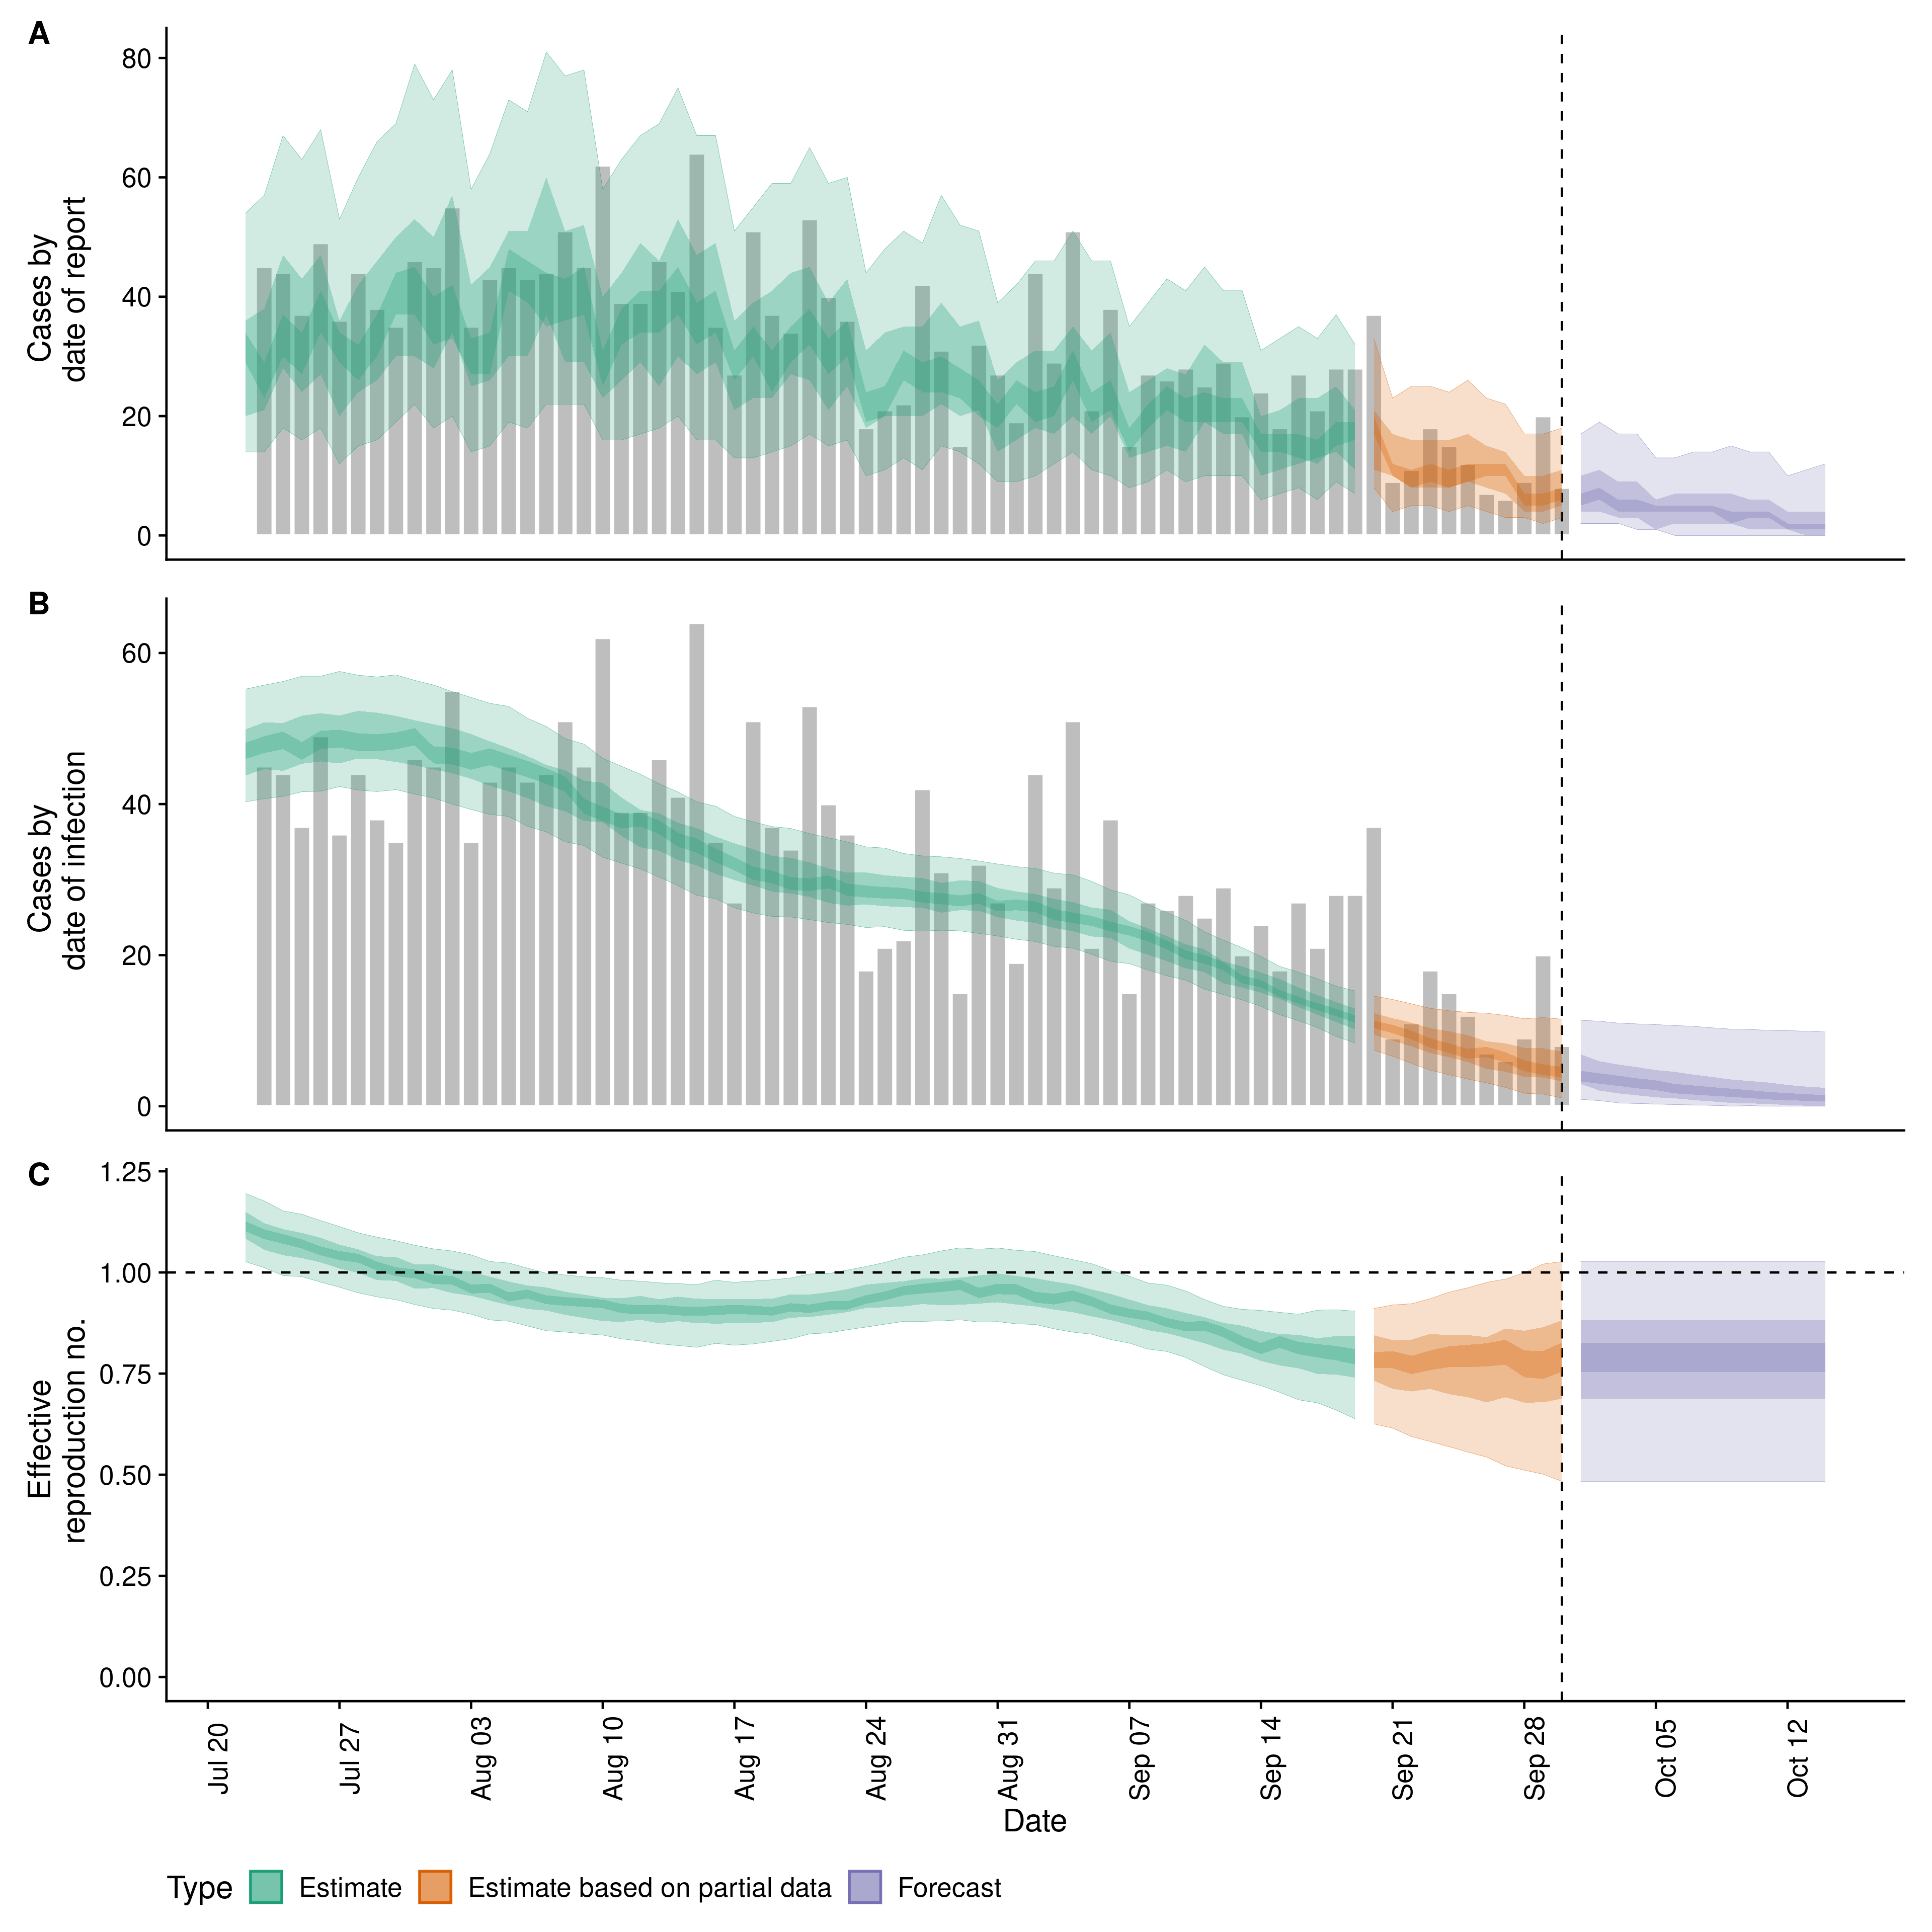 A
Cases by
date of report
80
60
40
20
0
B
Cases by
date of infection
60
40
20
0
C
Effective
reproduction no.
1.25
1.00
0.75
0.50
0.25
0.00
Jul 20
Jul 27
Aug 03
Aug 10
Aug 17
Aug 24
Aug 31
Sep 07
Sep 14
Sep 21
Sep 28
Oct 05
Oct 12
Date
Type Estimate Estimate based on partial data Forecast